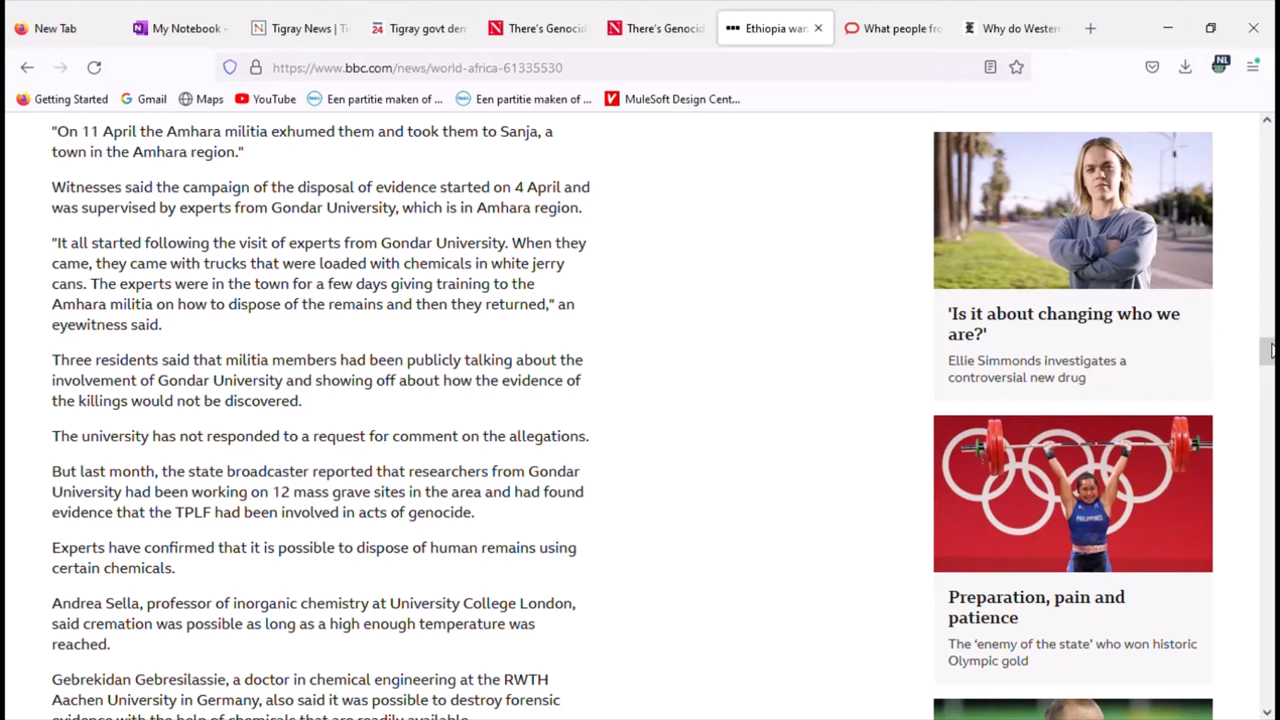 New Tab
My Notebook -
Tigray News | Ti
24 Tigray govt dem
There's Genocid
There's Genocid
Ethiopia war
What people fro
Why do Western
https://www.bbc.com/news/world-africa-61335530
NL
Getting Started
Gmail
Maps
YouTube
Een partitie maken of ...
Een partitie maken of ...
MuleSoft Design Cent...
"On 11 April the Amhara militia exhumed them and took them to Sanja, a
town in the Amhara region."
Witnesses said the campaign of the disposal of evidence started on 4 April and
was supervised by experts from Gondar University, which is in Amhara region.
"It all started following the visit of experts from Gondar University. When they
came, they came with trucks that were loaded with chemicals in white jerry
cans. The experts were in the town for a few days giving training to the
Amhara militia on how to dispose of the remains and then they returned," an
eyewitness said.
Three residents said that militia members had been publicly talking about the
involvement of Gondar University and showing off about how the evidence of
the killings would not be discovered.
The university has not responded to a request for comment on the allegations.
But last month, the state broadcaster reported that researchers from Gondar
University had been working on 12 mass grave sites in the area and had found
evidence that the TPLF had been involved in acts of genocide.
Experts have confirmed that it is possible to dispose of human remains using
certain chemicals.
Andrea Sella, professor of inorganic chemistry at University College London,
said cremation was possible as long as a high enough temperature was
reached.
Gebrekidan Gebresilassie, a doctor in chemical engineering at the RWTH
Aachen University in Germany, also said it was possible to destroy forensic
evidence with the help of chemicals that are readily available.
'Is it about changing who we
are?'
Ellie Simmonds investigates a
controversial new drug
PHILIPPINES
Preparation, pain and
patience
The ‘enemy of the state’ who won historic
Olympic gold